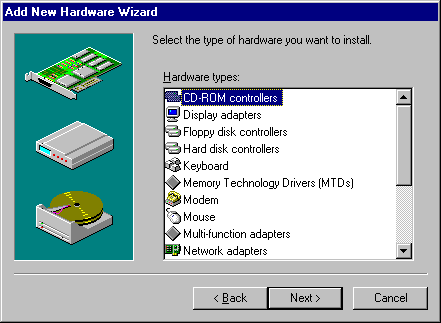 Add New Hardware Wizard
Select the type of hardware you want to install.
Hardware types:
CD-ROM controllers
Display adapters
Floppy disk controllers
Hard disk controllers
Keyboard
Memory Technology Drivers (MTDs)
Modem
Mouse
Multi-function adapters
Network adapters
< Back Next > Cancel